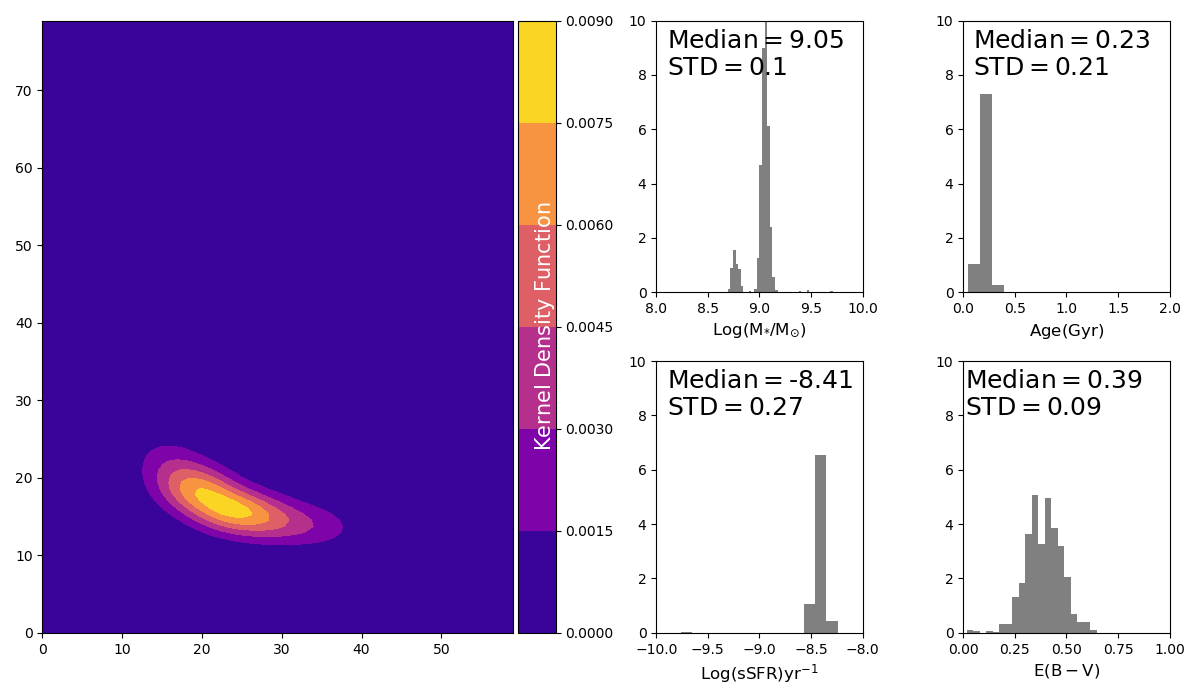 70
60
50
40
30
20
10
0
0 10 20 30 40 50
0.0090
0.0075
0.0060
0.0045
0.0030
0.0015
0.0000
Kernel Density Function
Median = 9.05
STD = 0.1
10
8
6
4
2
0
8.0 8.5 9.0 9.5 10.0
Log(M*/M⊙)
Median = 0.23
STD = 0.21
10
8
6
4
2
0
0.0 0.5 1.0 1.5 2.0
Age(Gyr)
Median = -8.41
STD = 0.27
10
8
6
4
2
0
−10.0 −9.5 −9.0 −8.5 −8.0
Log(sSFR)yr⁻¹
Median = 0.39
STD = 0.09
10
8
6
4
2
0
0.00 0.25 0.50 0.75 1.00
E(B − V)